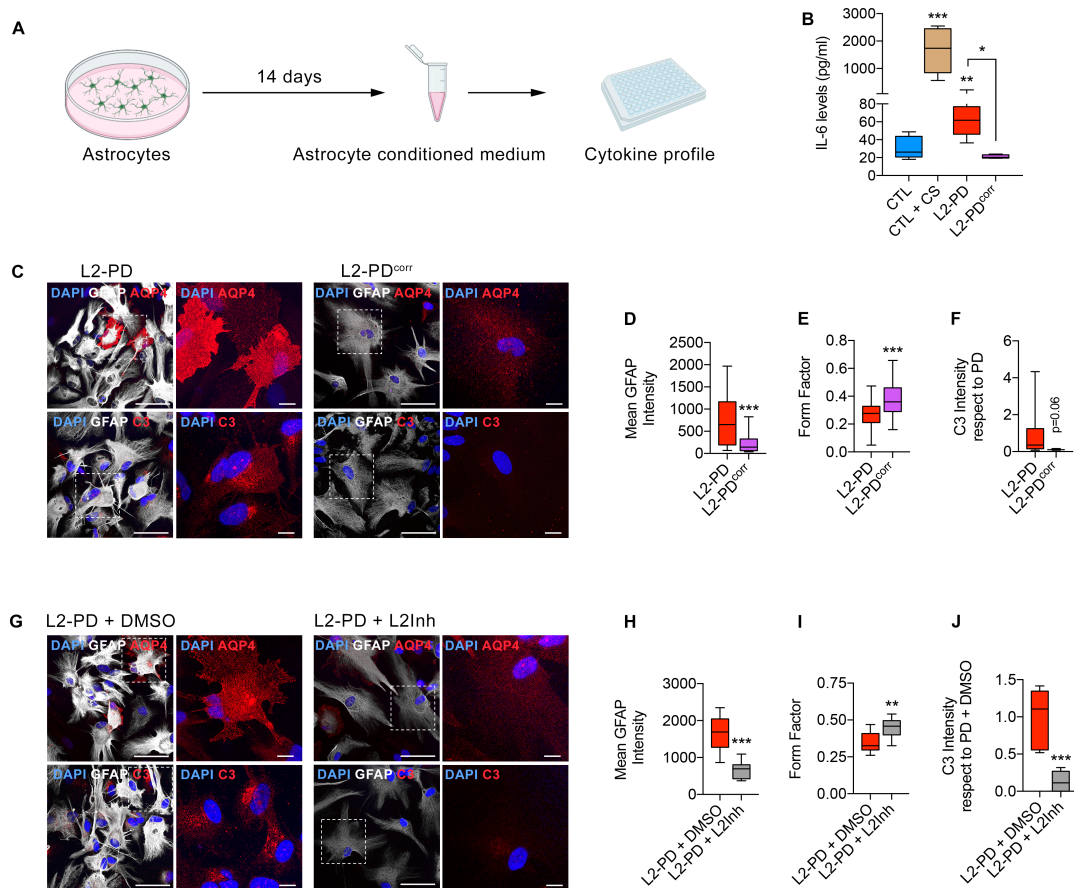 A
14 days
Astrocytes
Astrocyte conditioned medium
Cytokine profile
B
IL-6 levels (pg/ml)
3000
2000
1000
80
60
40
20
0
***
**
*
CTL
CTL + CS
L2-PD
L2-PDcorr
C
L2-PD
L2-PDcorr
DAPI GFAP AQP4
DAPI AQP4
DAPI GFAP AQP4
DAPI AQP4
DAPI GFAP C3
DAPI C3
DAPI GFAP C3
DAPI C3
D
Mean GFAP
Intensity
2500
2000
1500
1000
500
0
***
L2-PD
L2-PDcorr
E
Form Factor
0.8
0.6
0.4
0.2
0.0
***
L2-PD
L2-PDcorr
F
C3 Intensity
respect to PD
6
4
2
0
p=0.06
L2-PD
L2-PDcorr
G
L2-PD + DMSO
L2-PD + L2Inh
DAPI GFAP AQP4
DAPI AQP4
DAPI GFAP AQP4
DAPI AQP4
DAPI GFAP C3
DAPI C3
DAPI GFAP C3
DAPI C3
H
Mean GFAP
Intensity
3000
2000
1000
0
***
L2-PD + DMSO
L2-PD + L2Inh
I
Form Factor
0.75
0.50
0.25
0.00
**
L2-PD + DMSO
L2-PD + L2Inh
J
C3 Intensity
respect to PD + DMSO
1.5
1.0
0.5
0.0
***
L2-PD + DMSO
L2-PD + L2Inh